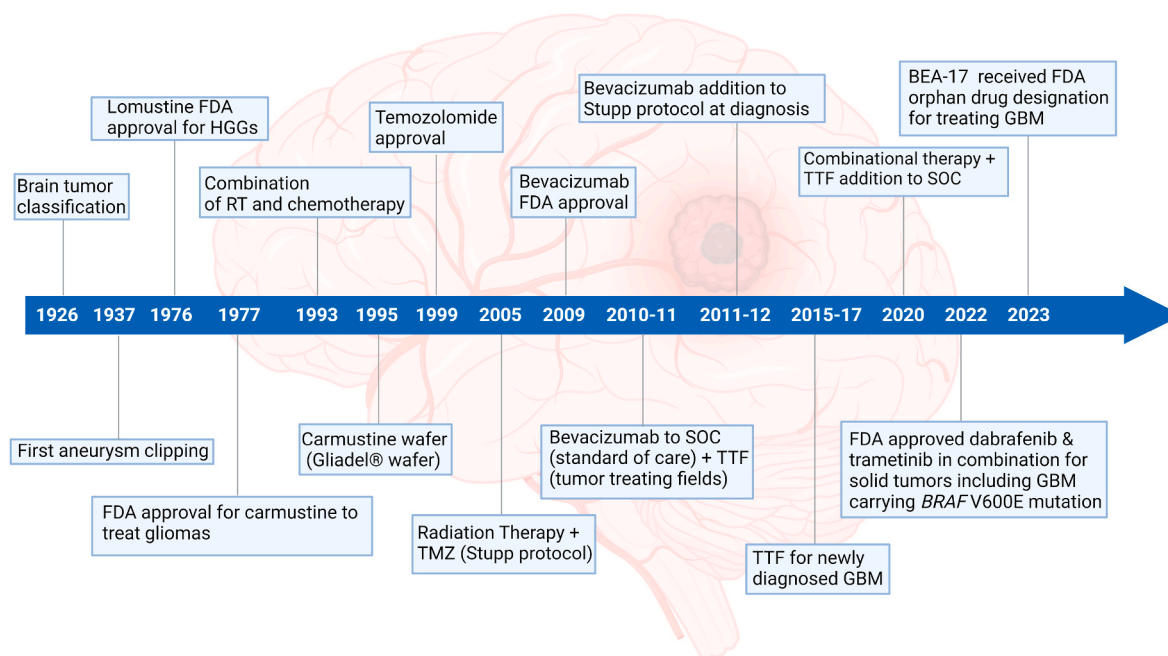 BEA-17 received FDA
orphan drug designation
for treating GBM
Bevacizumab addition to
Stupp protocol at diagnosis
Lomustine FDA
approval for HGGs
Temozolomide
approval
Combinational therapy +
TTF addition to SOC
Brain tumor
classification
Combination
of RT and chemotherapy
Bevacizumab
FDA approval
1926 1937 1976 1977 1993 1995 1999 2005 2009 2010-11 2011-12 2015-17 2020 2022 2023
First aneurysm clipping
Carmustine wafer
(Gliadel® wafer)
Bevacizumab to SOC
(standard of care) + TTF
(tumor treating fields)
FDA approved dabrafenib &
trametinib in combination for
solid tumors including GBM
carrying BRAF V600E mutation
FDA approval for carmustine to
treat gliomas
Radiation Therapy +
TMZ (Stupp protocol)
TTF for newly
diagnosed GBM